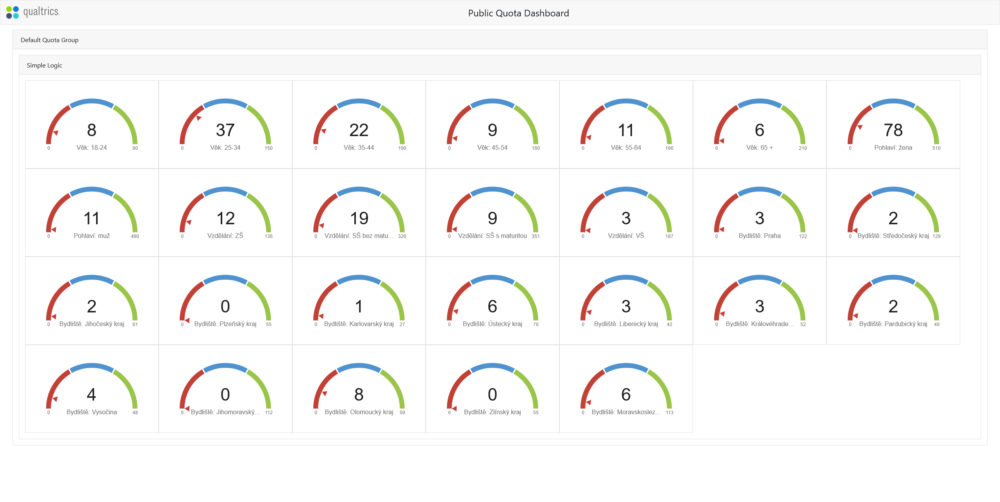 qualtrics.
Public Quota Dashboard
Default Quota Group
Simple Logic
8
Věk: 18-24
0
80
37
Věk: 25-34
0
150
22
Věk: 35-44
0
190
9
Věk: 45-54
0
180
11
Věk: 55-64
0
190
6
Věk: 65 +
0
210
78
Pohlaví: žena
0
510
11
Pohlaví: muž
0
490
12
Vzdělání: ZŠ
0
136
19
Vzdělání: SŠ bez matu...
0
326
9
Vzdělání: SŠ s maturitou
0
351
3
Vzdělání: VŠ
0
187
3
Bydliště: Praha
0
122
2
Bydliště: Středočeský kraj
0
129
2
Bydliště: Jihočeský kraj
0
61
0
Bydliště: Plzeňský kraj
0
55
1
Bydliště: Karlovarský kraj
0
27
6
Bydliště: Ústecký kraj
0
76
3
Bydliště: Liberecký kraj
0
42
3
Bydliště: Královéhrade...
0
52
2
Bydliště: Pardubický kraj
0
49
4
Bydliště: Vysočina
0
48
0
Bydliště: Jihomoravský...
0
112
8
Bydliště: Olomoucký kraj
0
59
0
Bydliště: Zlínský kraj
0
55
6
Bydliště: Moravskoslez...
0
113